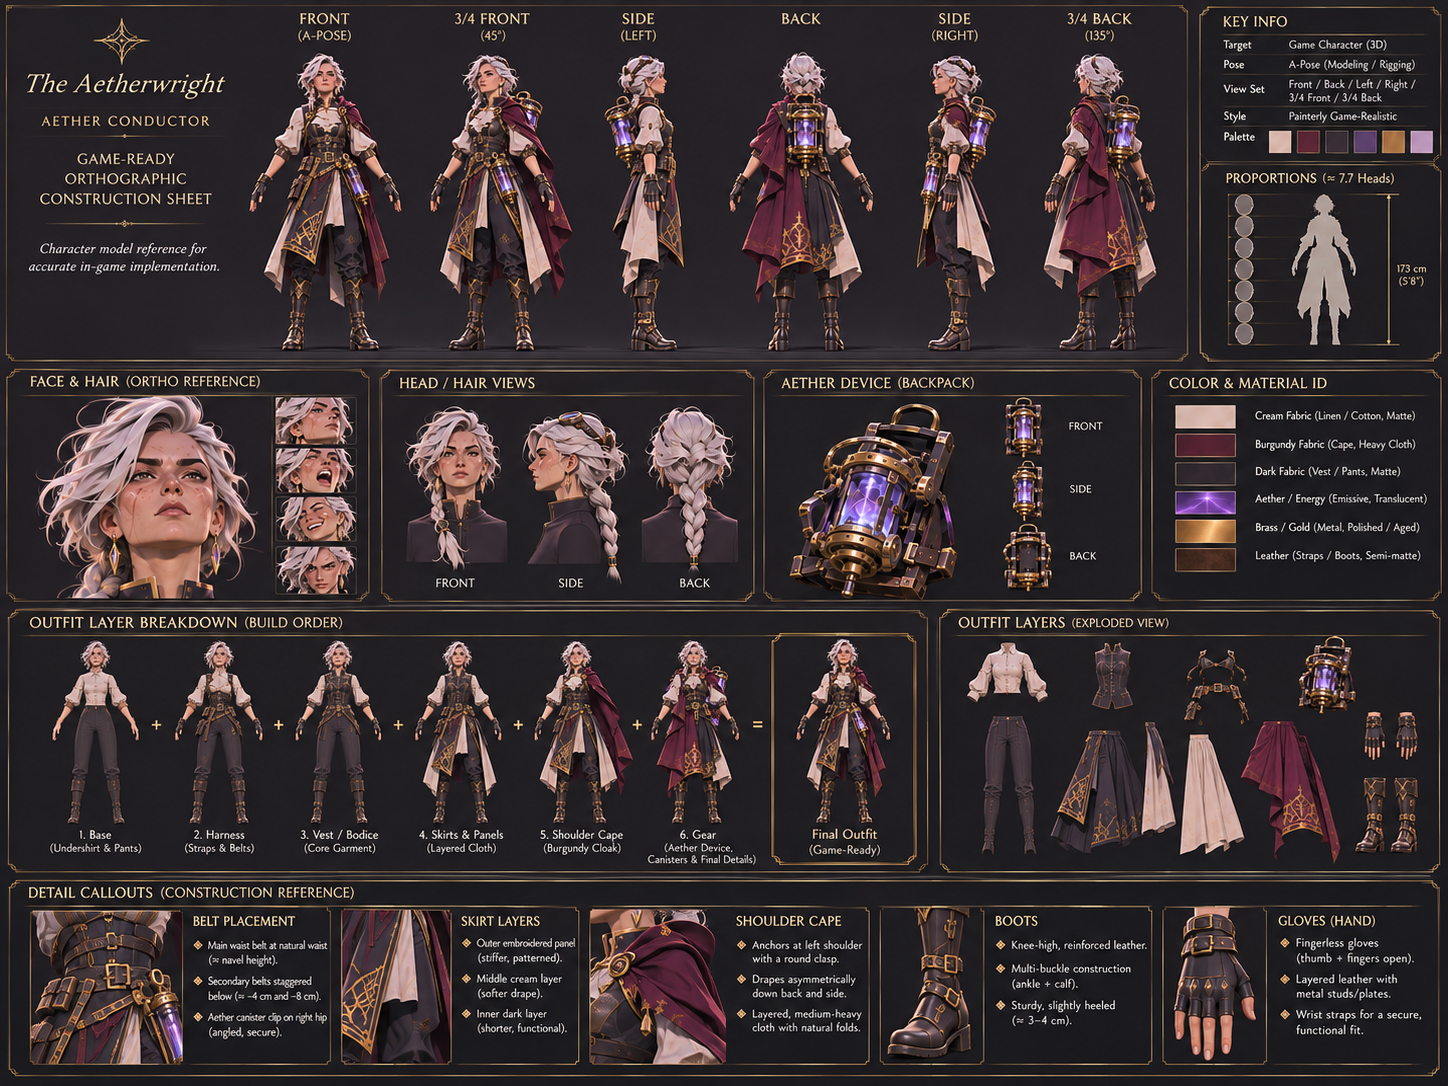 The Aetherwright
AETHER CONDUCTOR
GAME-READY
ORTHOGRAPHIC
CONSTRUCTION SHEET
Character model reference for
accurate in-game implementation.
FRONT
(A-POSE)
3/4 FRONT
(45°)
SIDE
(LEFT)
BACK
SIDE
(RIGHT)
3/4 BACK
(135°)
KEY INFO
Target Game Character (3D)
Pose A-Pose (Modeling / Rigging)
View Set Front / Back / Left / Right /
3/4 Front / 3/4 Back
Style Painterly Game-Realistic
Palette
PROPORTIONS (≈ 7.7 Heads)
173 cm
(5'8")
FACE & HAIR (ORTHO REFERENCE)
HEAD / HAIR VIEWS
FRONT
SIDE
BACK
AETHER DEVICE (BACKPACK)
FRONT
SIDE
BACK
COLOR & MATERIAL ID
Cream Fabric (Linen / Cotton, Matte)
Burgundy Fabric (Cape, Heavy Cloth)
Dark Fabric (Vest / Pants, Matte)
Aether / Energy (Emissive, Translucent)
Brass / Gold (Metal, Polished / Aged)
Leather (Straps / Boots, Semi-matte)
OUTFIT LAYER BREAKDOWN (BUILD ORDER)
+ + + + + =
1. Base
(Undershirt & Pants)
2. Harness
(Straps & Belts)
3. Vest / Bodice
(Core Garment)
4. Skirts & Panels
(Layered Cloth)
5. Shoulder Cape
(Burgundy Cloak)
6. Gear
(Aether Device,
Canisters & Final Details)
Final Outfit
(Game-Ready)
OUTFIT LAYERS (EXPLODED VIEW)
DETAIL CALLOUTS (CONSTRUCTION REFERENCE)
BELT PLACEMENT
Main waist belt at natural waist
(≈ navel height).
Secondary belts staggered
below (≈ –4 cm and –8 cm).
Aether canister clip on right hip
(angled, secure).
SKIRT LAYERS
Outer embroidered panel
(stiffer, patterned).
Middle cream layer
(softer drape).
Inner dark layer
(shorter, functional).
SHOULDER CAPE
Anchors at left shoulder
with a round clasp.
Drapes asymmetrically
down back and side.
Layered, medium-heavy
cloth with natural folds.
BOOTS
Knee-high, reinforced leather.
Multi-buckle construction
(ankle + calf).
Sturdy, slightly heeled
(≈ 3–4 cm).
GLOVES (HAND)
Fingerless gloves
(thumb + fingers open).
Layered leather with
metal studs/plates.
Wrist straps for a secure,
functional fit.